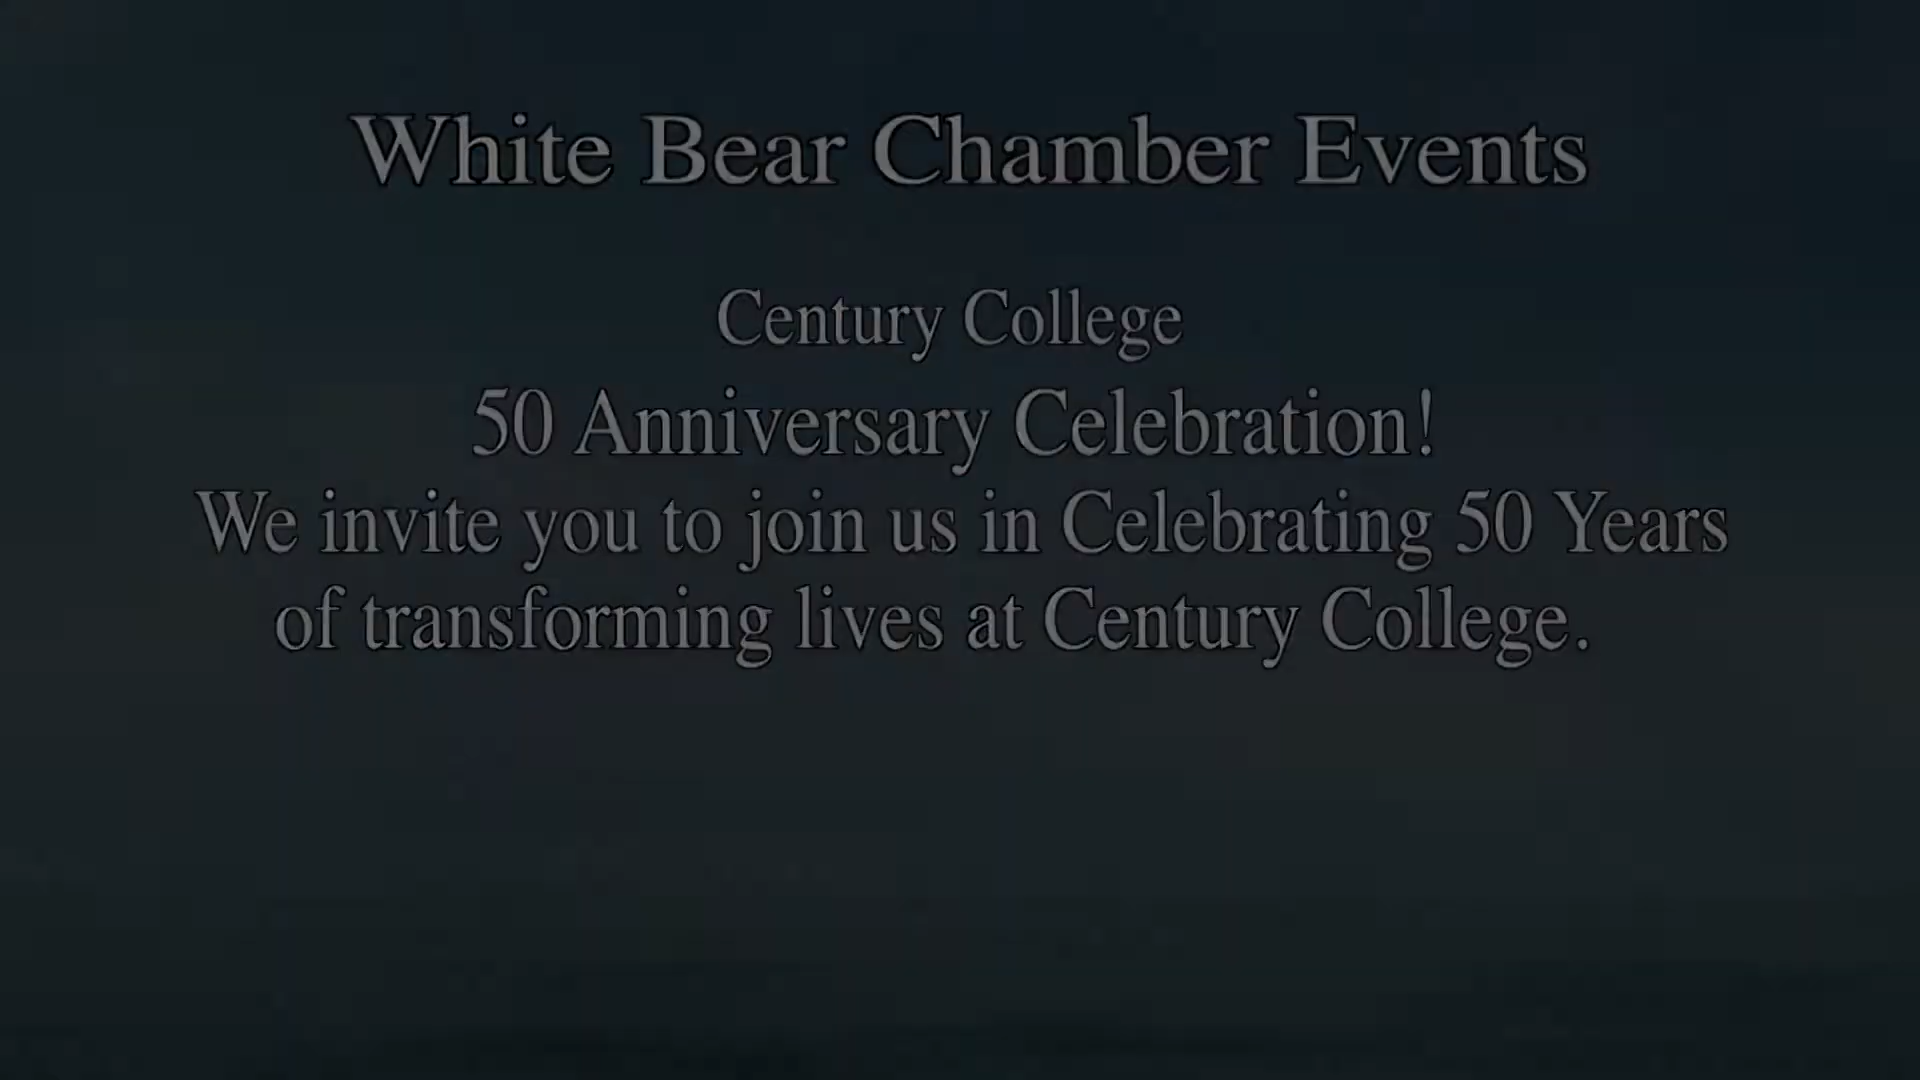 White Bear Chamber Events
Century College
50 Anniversary Celebration!
We invite you to join us in Celebrating 50 Years
of transforming lives at Century College.